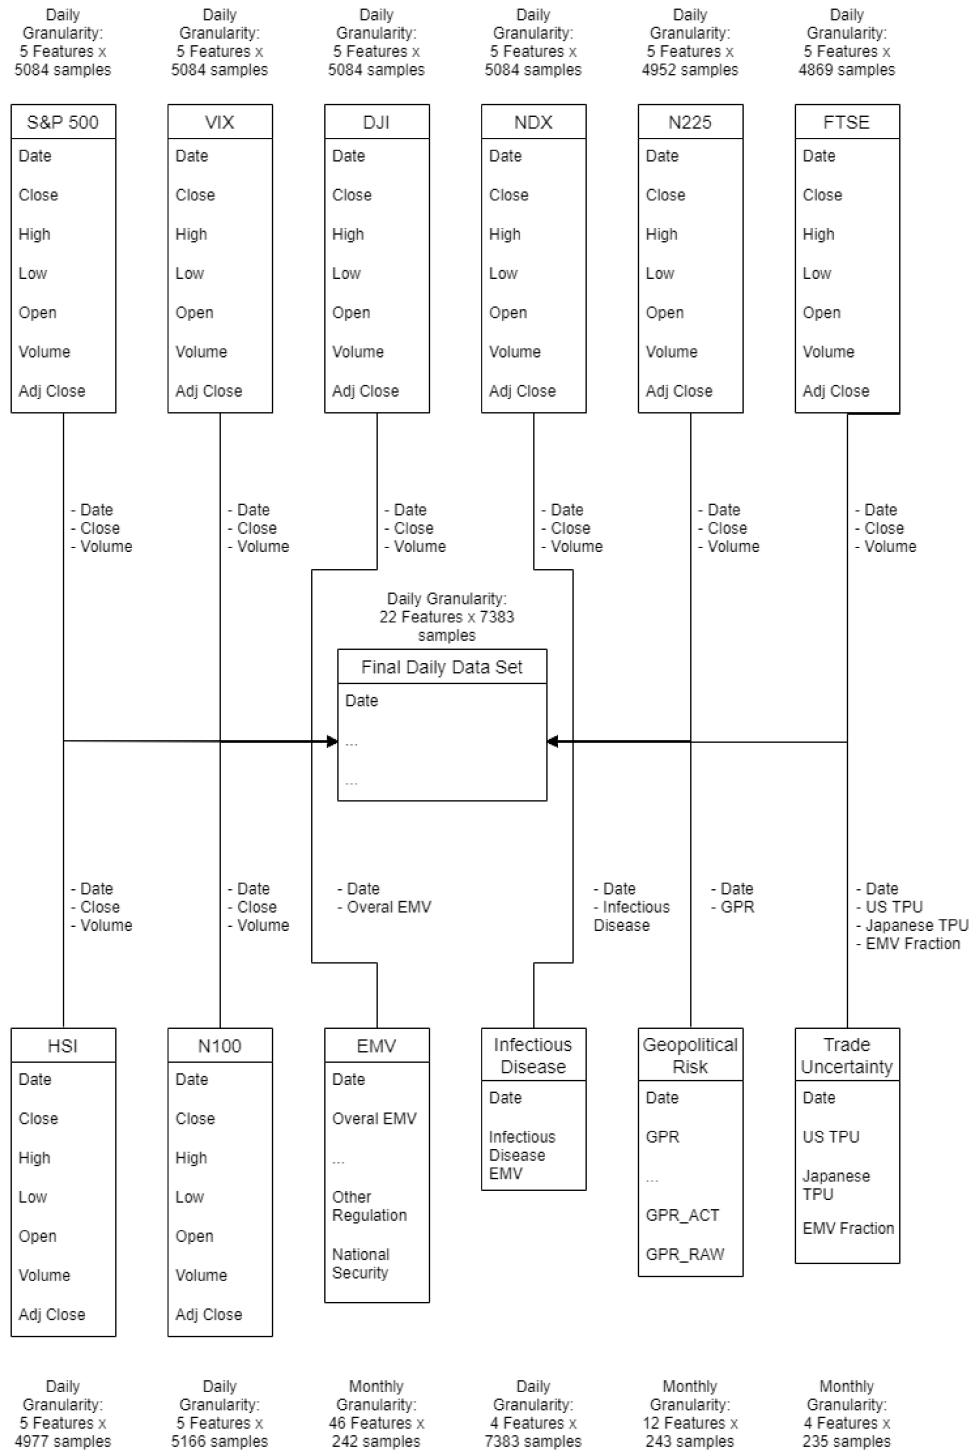 Daily
Granularity:
5 Features x
5084 samples
Daily
Granularity:
5 Features x
5084 samples
Daily
Granularity:
5 Features x
5084 samples
Daily
Granularity:
5 Features x
5084 samples
Daily
Granularity:
5 Features x
4952 samples
Daily
Granularity:
5 Features x
4869 samples
S&P 500
Date
Close
High
Low
Open
Volume
Adj Close
VIX
Date
Close
High
Low
Open
Volume
Adj Close
DJI
Date
Close
High
Low
Open
Volume
Adj Close
NDX
Date
Close
High
Low
Open
Volume
Adj Close
N225
Date
Close
High
Low
Open
Volume
Adj Close
FTSE
Date
Close
High
Low
Open
Volume
Adj Close
- Date
- Close
- Volume
- Date
- Close
- Volume
- Date
- Close
- Volume
- Date
- Close
- Volume
- Date
- Close
- Volume
- Date
- Close
- Volume
Daily Granularity:
22 Features x 7383
samples
Final Daily Data Set
Date
...
...
- Date
- Close
- Volume
- Date
- Close
- Volume
- Date
- Overal EMV
- Date
- Infectious
Disease
- Date
- GPR
- Date
- US TPU
- Japanese TPU
- EMV Fraction
HSI
Date
Close
High
Low
Open
Volume
Adj Close
N100
Date
Close
High
Low
Open
Volume
Adj Close
EMV
Date
Overal EMV
...
Other
Regulation
National
Security
Infectious
Disease
Date
Infectious
Disease
EMV
Geopolitical
Risk
Date
GPR
...
GPR_ACT
GPR_RAW
Trade
Uncertainty
Date
US TPU
Japanese
TPU
EMV Fraction
Daily
Granularity:
5 Features x
4977 samples
Daily
Granularity:
5 Features x
5166 samples
Monthly
Granularity:
46 Features x
242 samples
Daily
Granularity:
4 Features x
7383 samples
Monthly
Granularity:
12 Features x
243 samples
Monthly
Granularity:
4 Features x
235 samples